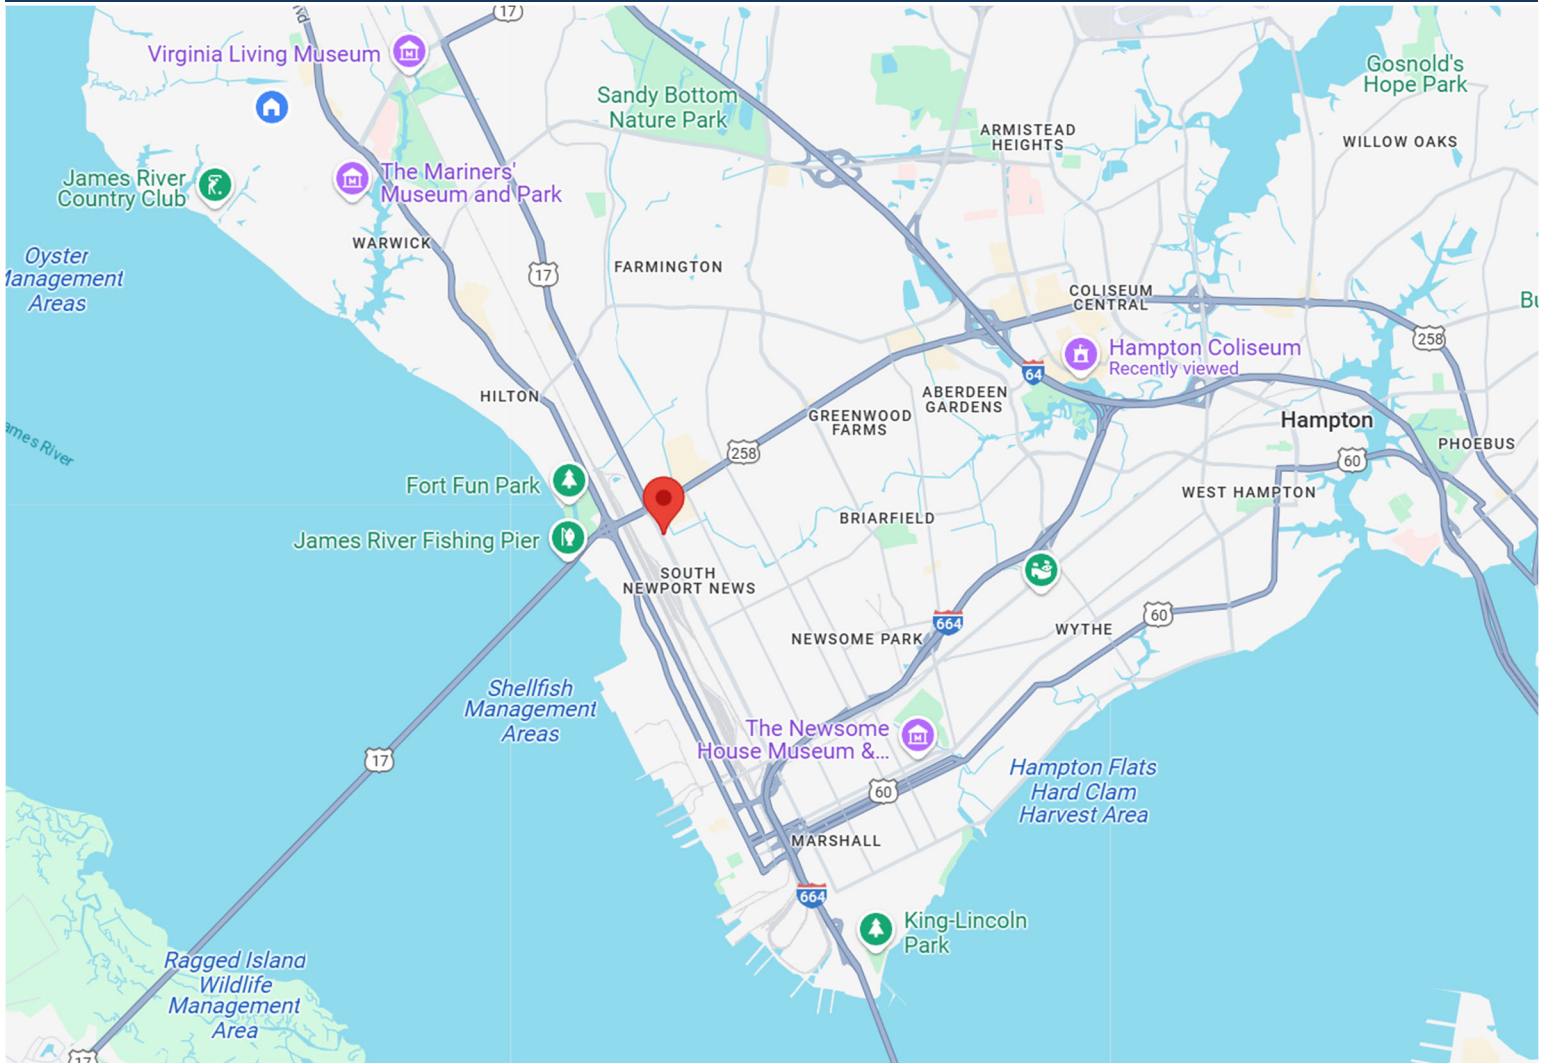 17
Virginia Living Museum
Sandy Bottom
Nature Park
Gosnold's
Hope Park
ARMISTEAD
HEIGHTS
WILLOW OAKS
James River
Country Club
The Mariners'
Museum and Park
WARWICK
Oyster
Management
Areas
17
FARMINGTON
COLISEUM
CENTRAL
258
Hampton Coliseum
Recently viewed
64
HILTON
ABERDEEN
GARDENS
GREENWOOD
FARMS
Hampton
James River
258
60
PHOEBUS
Fort Fun Park
WEST HAMPTON
BRIARFIELD
James River Fishing Pier
SOUTH
NEWPORT NEWS
664
60
NEWSOME PARK
WYTHE
Shellfish
Management
Areas
The Newsome
House Museum &...
17
60
Hampton Flats
Hard Clam
Harvest Area
MARSHALL
664
King-Lincoln
Park
Ragged Island
Wildlife
Management
Area
17